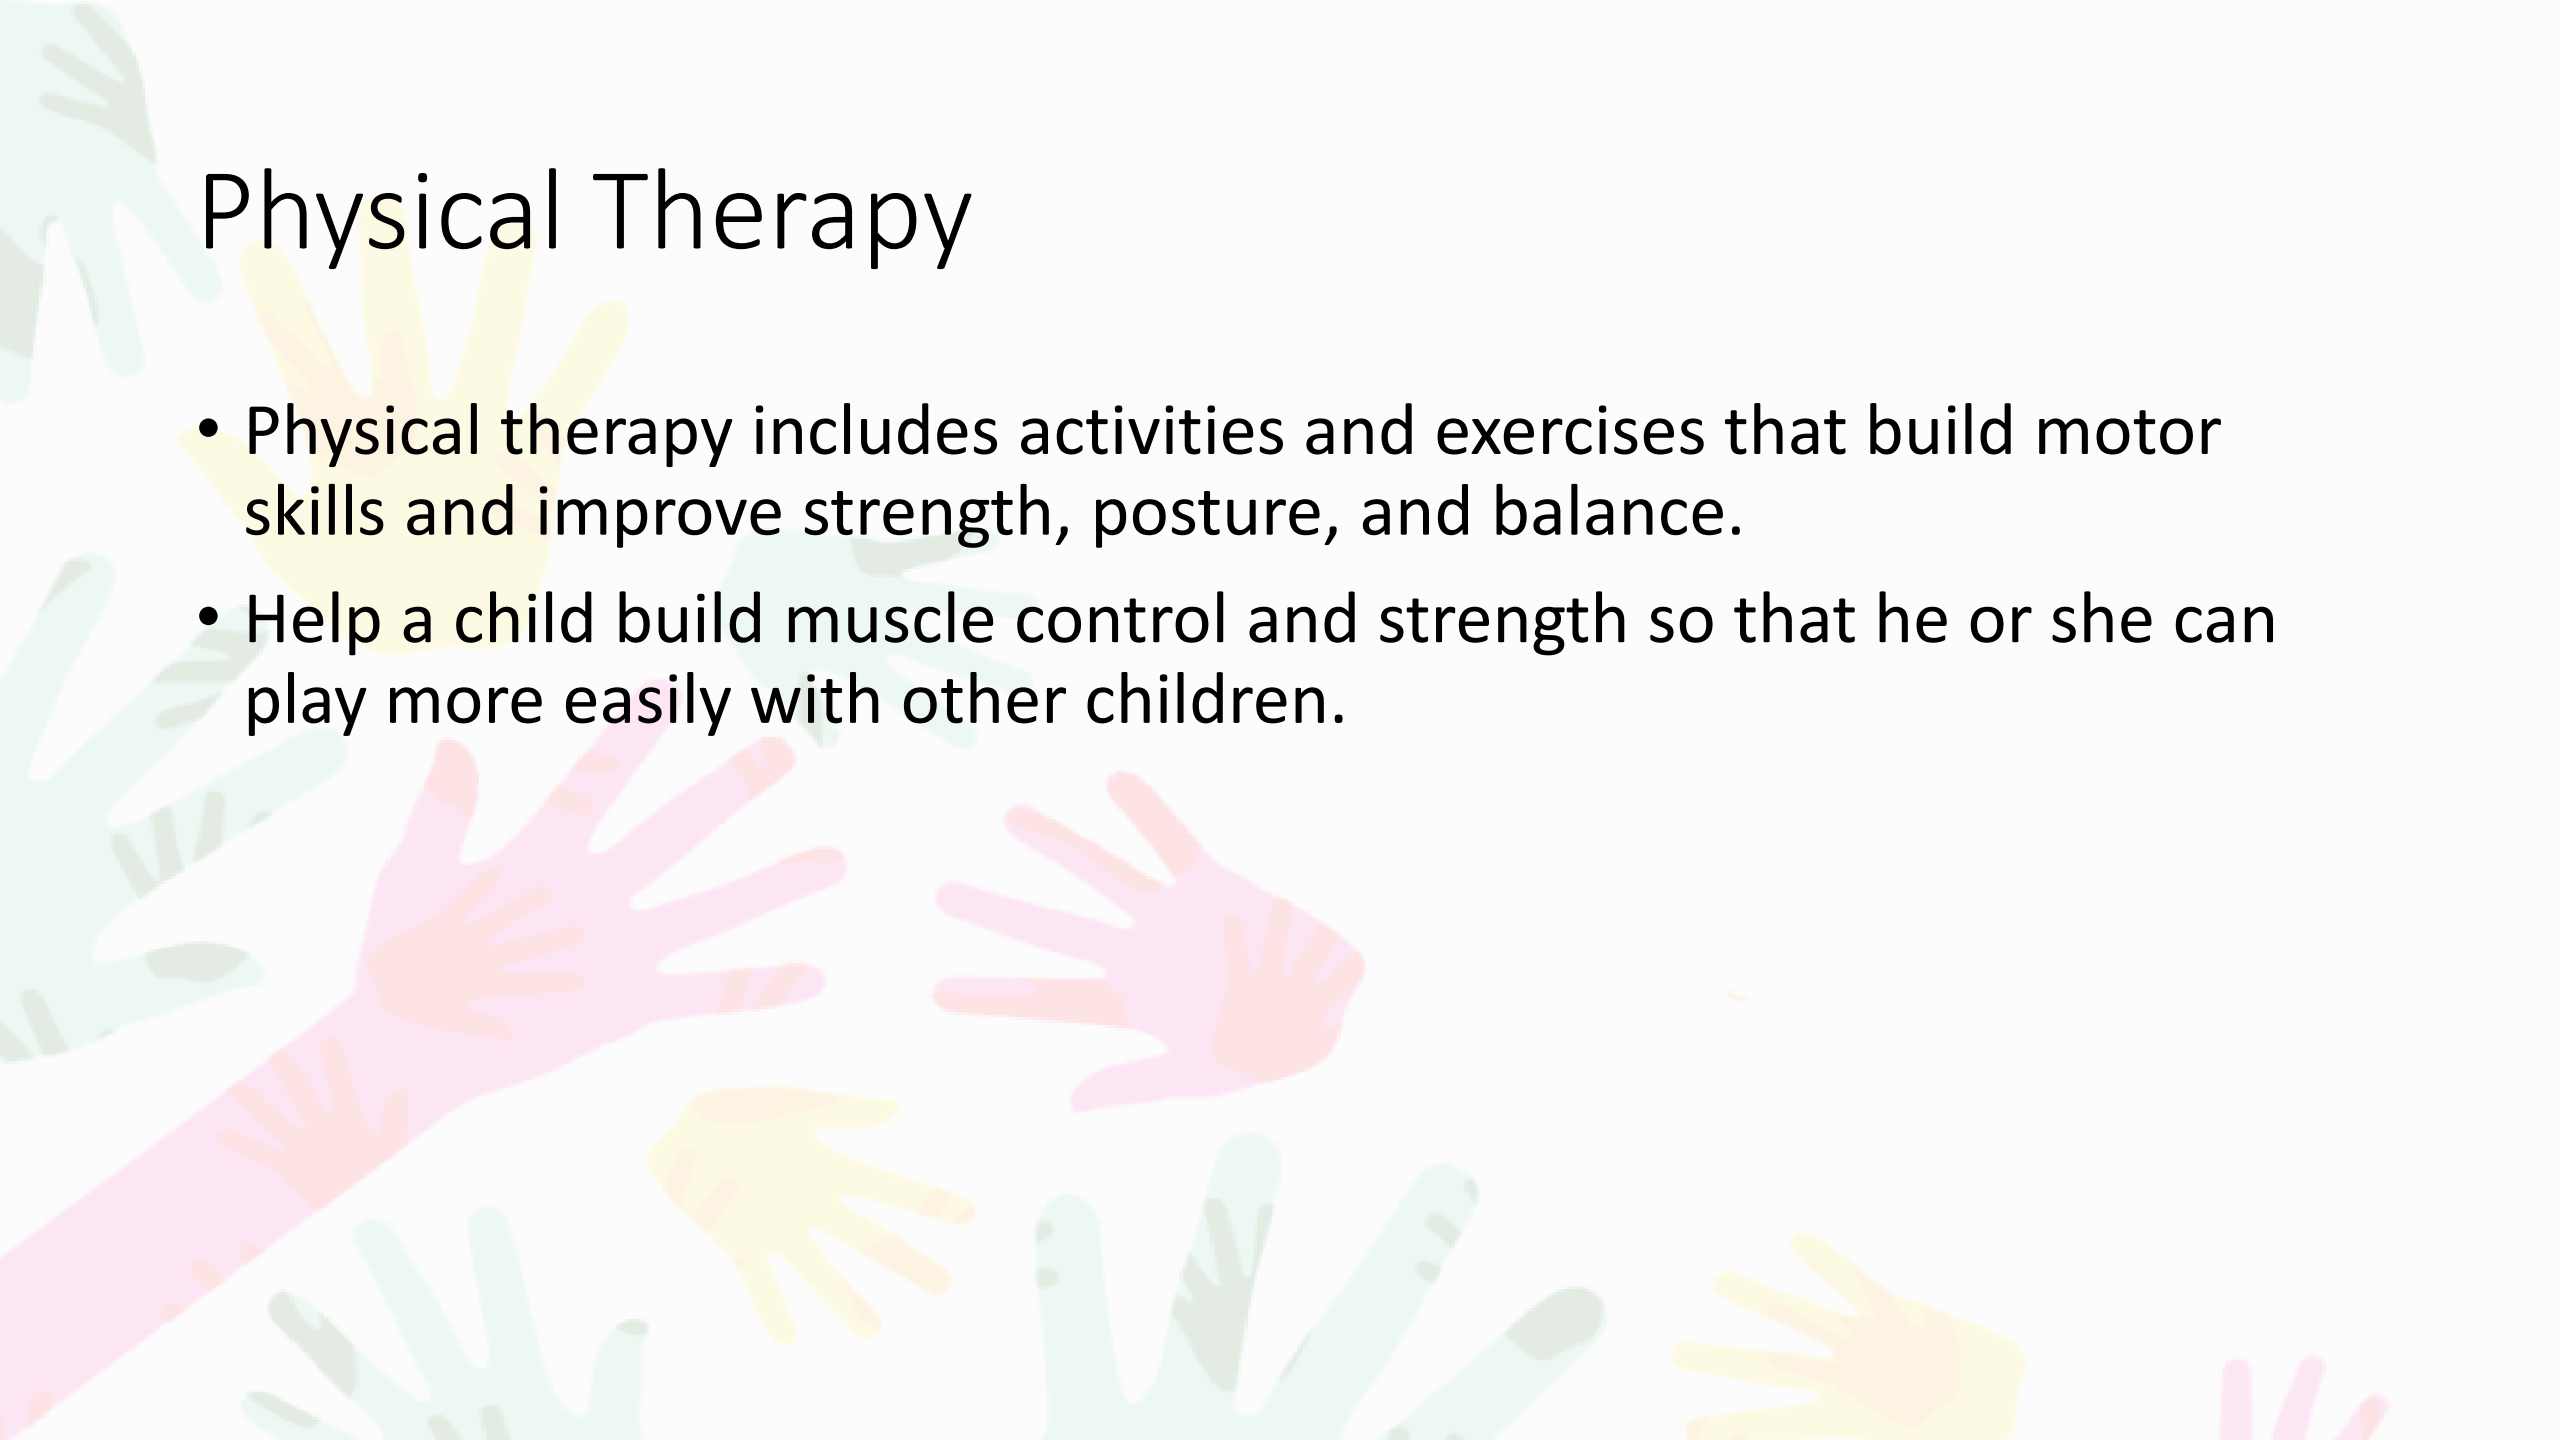 Physical Therapy
• Physical therapy includes activities and exercises that build motor
skills and improve strength, posture, and balance.
• Help a child build muscle control and strength so that he or she can
play more easily with other children.